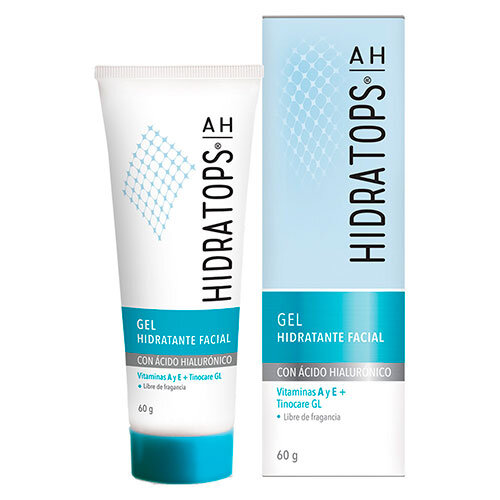 AH
HIDRATOPS®
GEL
HIDRATANTE FACIAL
CON ÁCIDO HIALURÓNICO
Vitaminas A y E + Tinocare GL
• Libre de fragancia
60 g
A|H
HIDRATOPS®
GEL
HIDRATANTE FACIAL
CON ÁCIDO HIALURÓNICO
Vitaminas A y E +
Tinocare GL
• Libre de fragancia
60 g